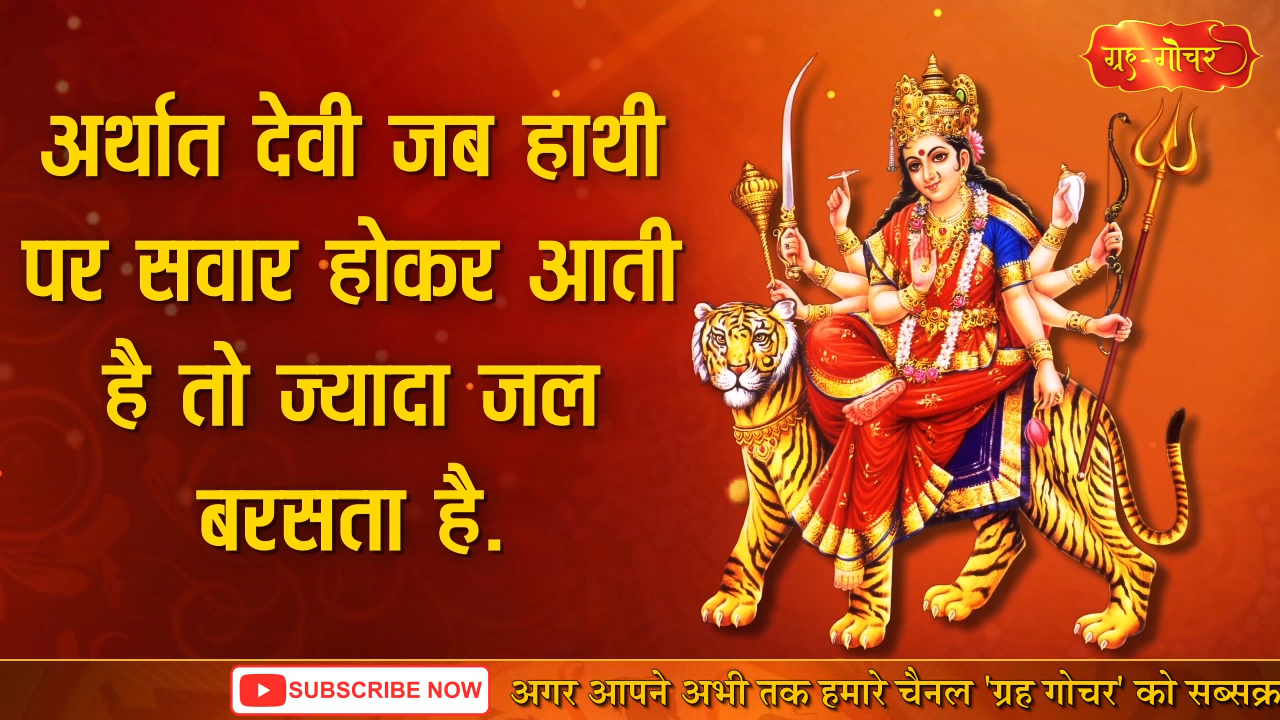 ग्रह-गोचर
अर्थात देवी जब हाथी
पर सवार होकर आती
है तो ज्यादा जल
बरसता है.
SUBSCRIBE NOW
अगर आपने अभी तक हमारे चैनल 'ग्रह गोचर' को